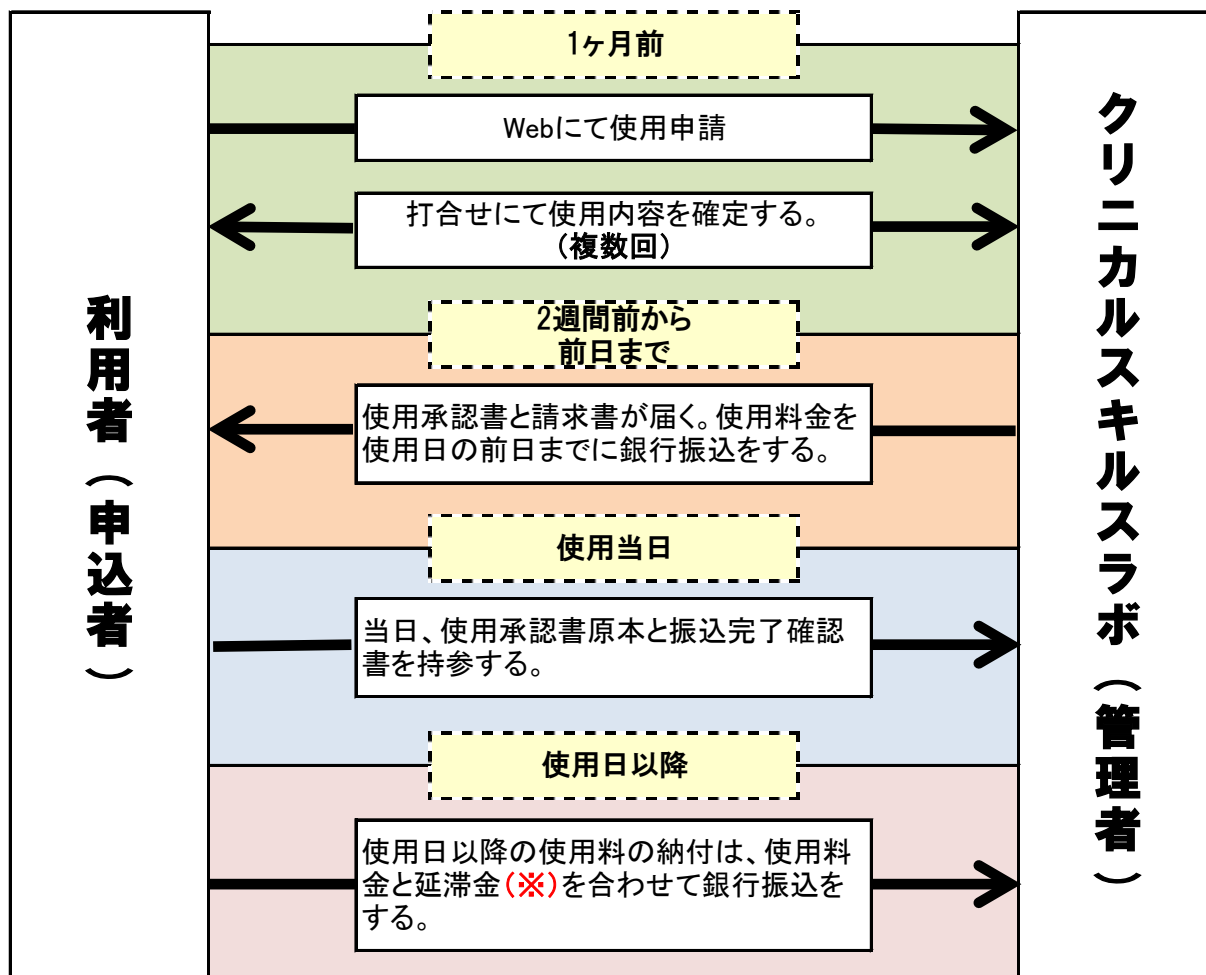 利用者（申込者）
1ヶ月前
Webにて使用申請
打合せにて使用内容を確定する。
（複数回）
2週間前から
前日まで
使用承認書と請求書が届く。使用料金を
使用日の前日までに銀行振込をする。
使用当日
当日、使用承認書原本と振込完了確認
書を持参する。
使用日以降
使用日以降の使用料の納付は、使用料
金と延滞金（※）を合わせて銀行振込を
する。
クリニカルスキルスラボ（管理者）